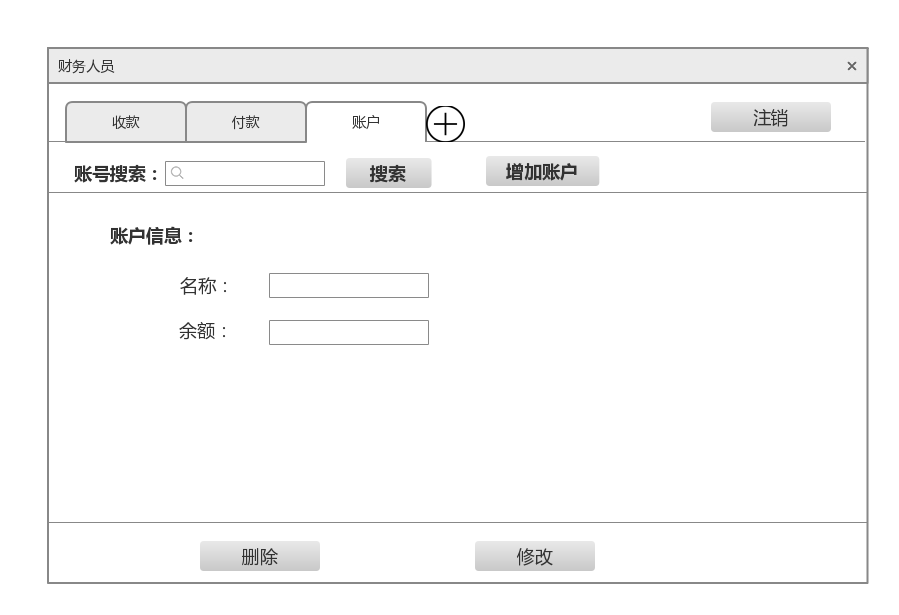 财务人员
收款 付款 账户 注销
账号搜索： 搜索 增加账户
账户信息：
名称：
余额：
删除 修改